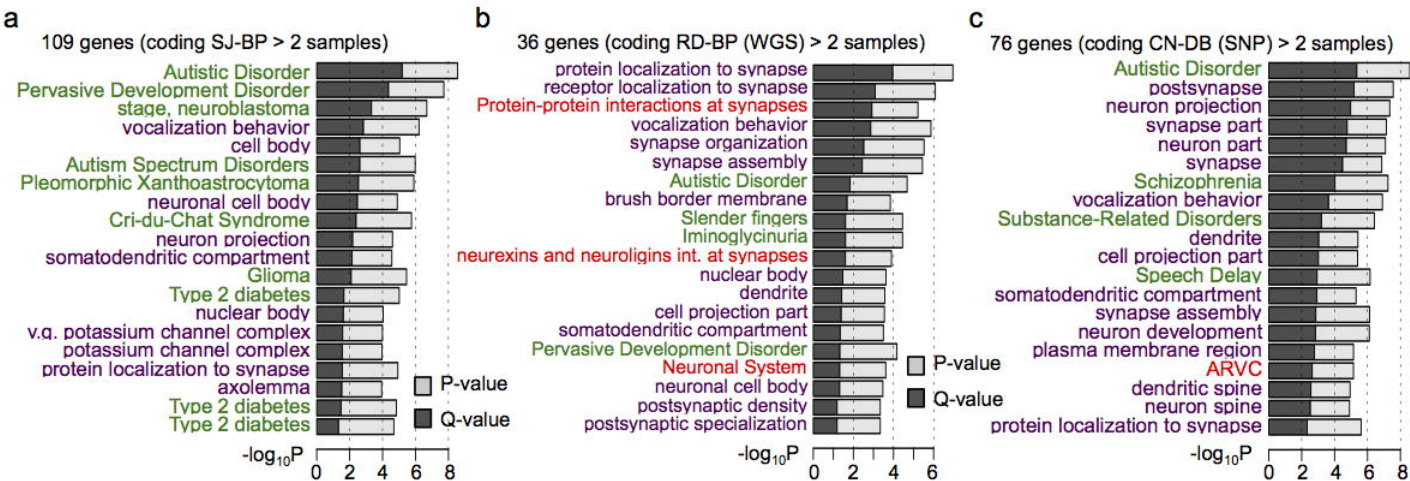 a
109 genes (coding SJ-BP > 2 samples)
Autistic Disorder
Pervasive Development Disorder
stage, neuroblastoma
vocalization behavior
cell body
Autism Spectrum Disorders
Pleomorphic Xanthoastrocytoma
neuronal cell body
Cri-du-Chat Syndrome
neuron projection
somatodendritic compartment
Glioma
Type 2 diabetes
nuclear body
v.g. potassium channel complex
potassium channel complex
protein localization to synapse
axolemma
Type 2 diabetes
Type 2 diabetes
P-value
Q-value
-log10P
0 2 4 6 8
b
36 genes (coding RD-BP (WGS) > 2 samples)
protein localization to synapse
receptor localization to synapse
Protein-protein interactions at synapses
vocalization behavior
synapse organization
synapse assembly
Autistic Disorder
brush border membrane
Slender fingers
Iminoglycinuria
neurexins and neuroligins int. at synapses
nuclear body
dendrite
cell projection part
somatodendritic compartment
Pervasive Development Disorder
Neuronal System
neuronal cell body
postsynaptic density
postsynaptic specialization
P-value
Q-value
-log10P
0 2 4 6
c
76 genes (coding CN-DB (SNP) > 2 samples)
Autistic Disorder
postsynapse
neuron projection
synapse part
neuron part
synapse
Schizophrenia
vocalization behavior
Substance-Related Disorders
dendrite
cell projection part
Speech Delay
somatodendritic compartment
synapse assembly
neuron development
plasma membrane region
ARVC
dendritic spine
neuron spine
protein localization to synapse
-log10P
0 2 4 6 8